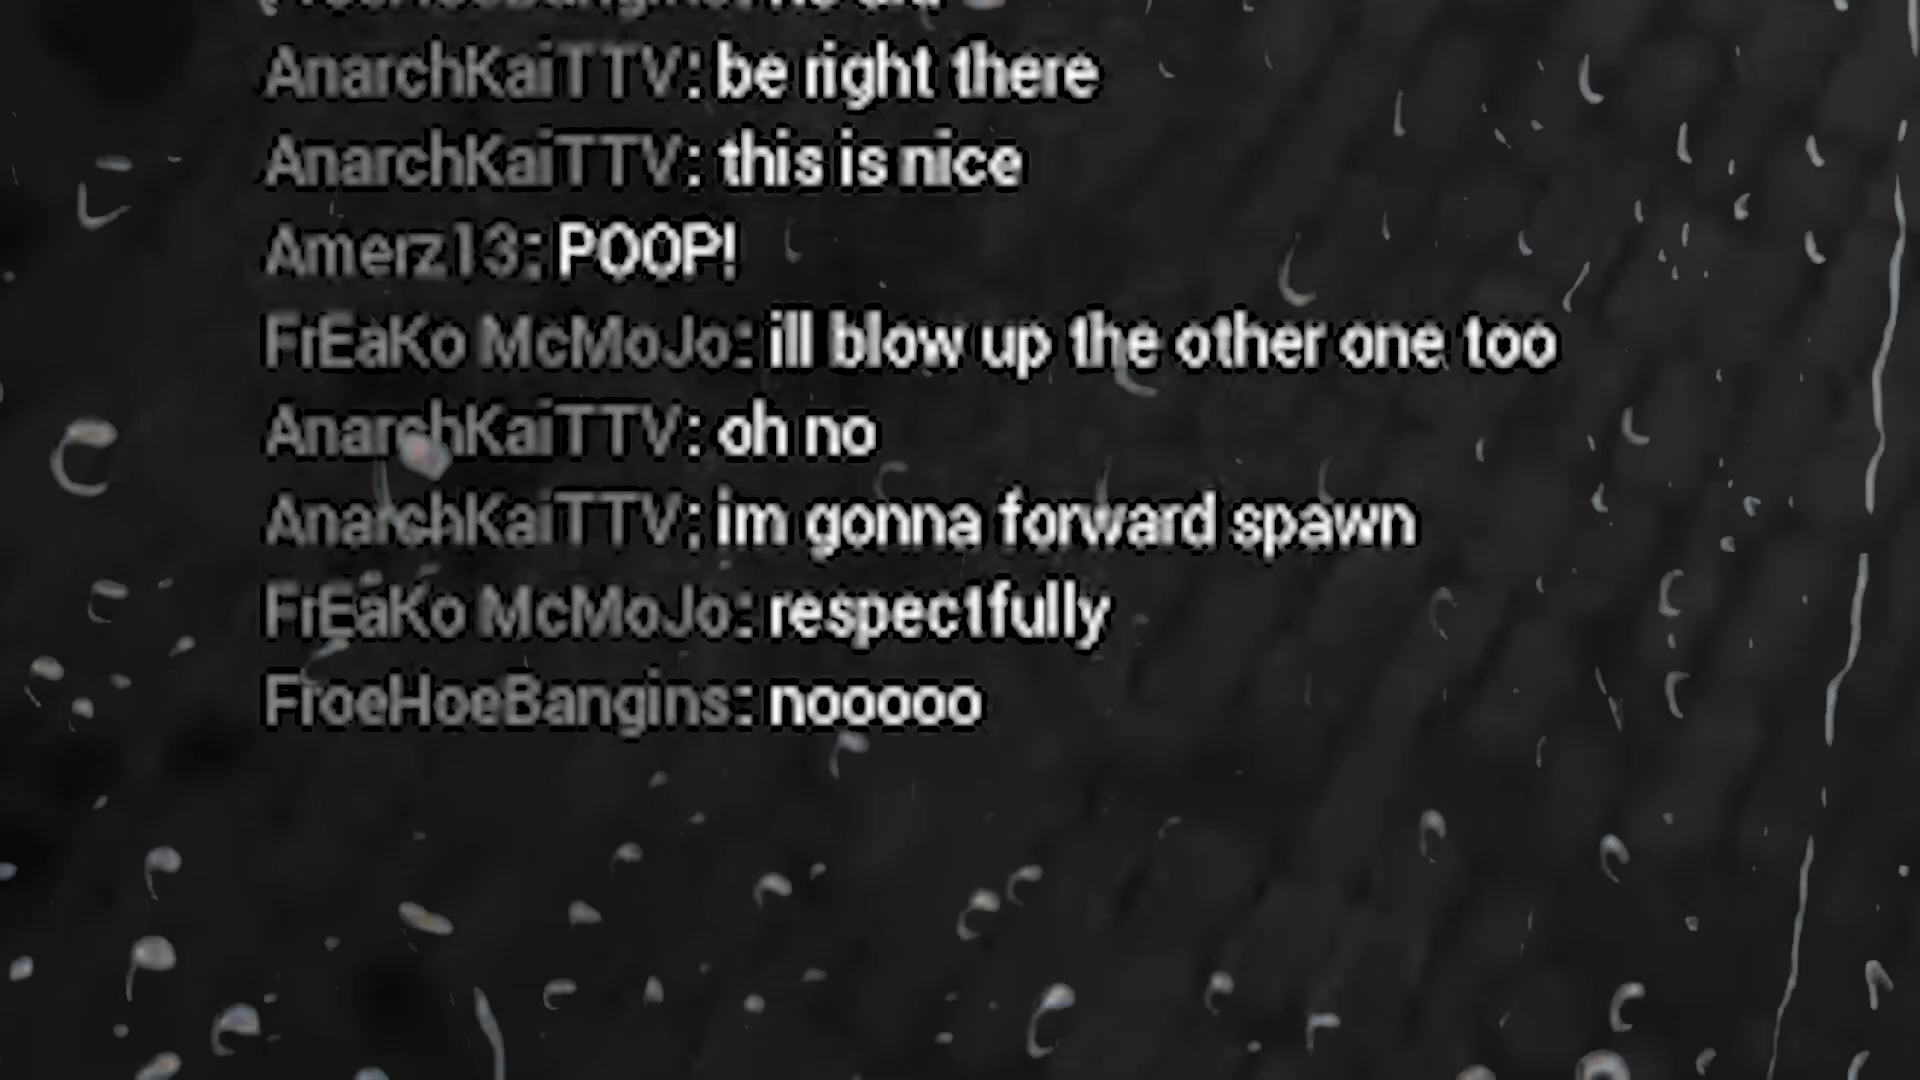 AnarchKaiTTV: be right there
AnarchKaiTTV: this is nice
Amerz13: POOP!
FrEaKo McMoJo: ill blow up the other one too
AnarchKaiTTV: oh no
AnarchKaiTTV: im gonna forward spawn
FrEaKo McMoJo: respectfully
FroeHoeBangins: nooooo